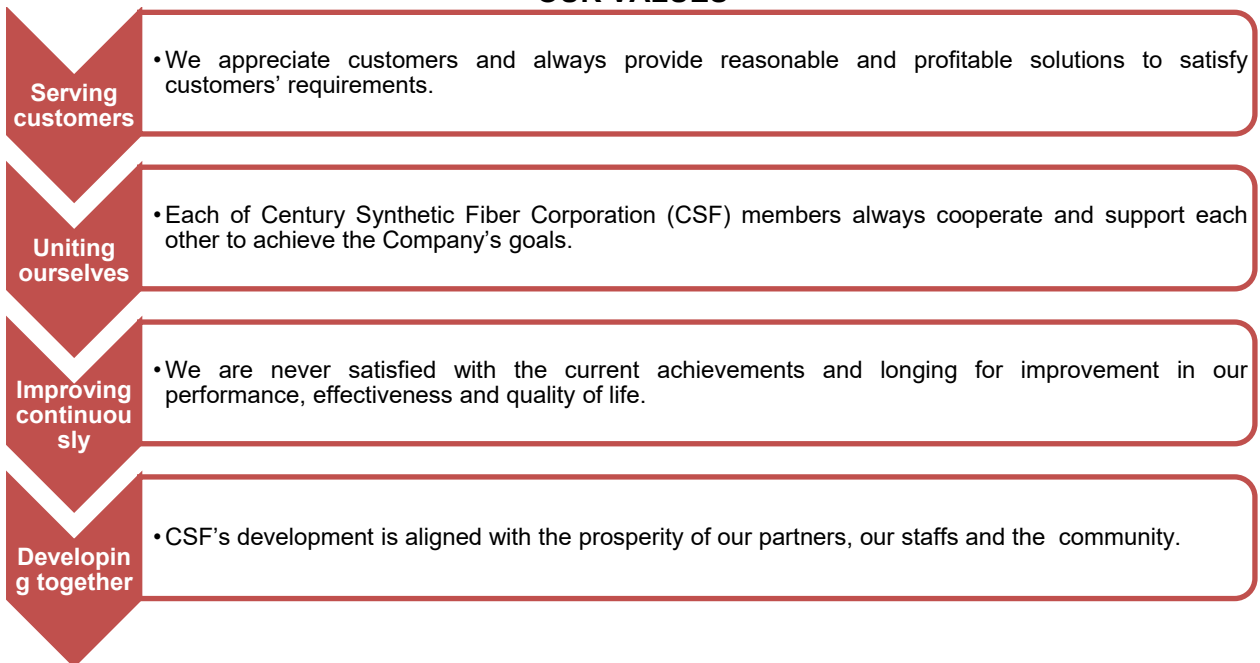 OUR VALUES
Serving
customers
•We appreciate customers and always provide reasonable and profitable solutions to satisfy
customers’ requirements.
Uniting
ourselves
•Each of Century Synthetic Fiber Corporation (CSF) members always cooperate and support each
other to achieve the Company’s goals.
Improving
continuou
sly
•We are never satisfied with the current achievements and longing for improvement in our
performance, effectiveness and quality of life.
Developin
g together
•CSF’s development is aligned with the prosperity of our partners, our staffs and the community.